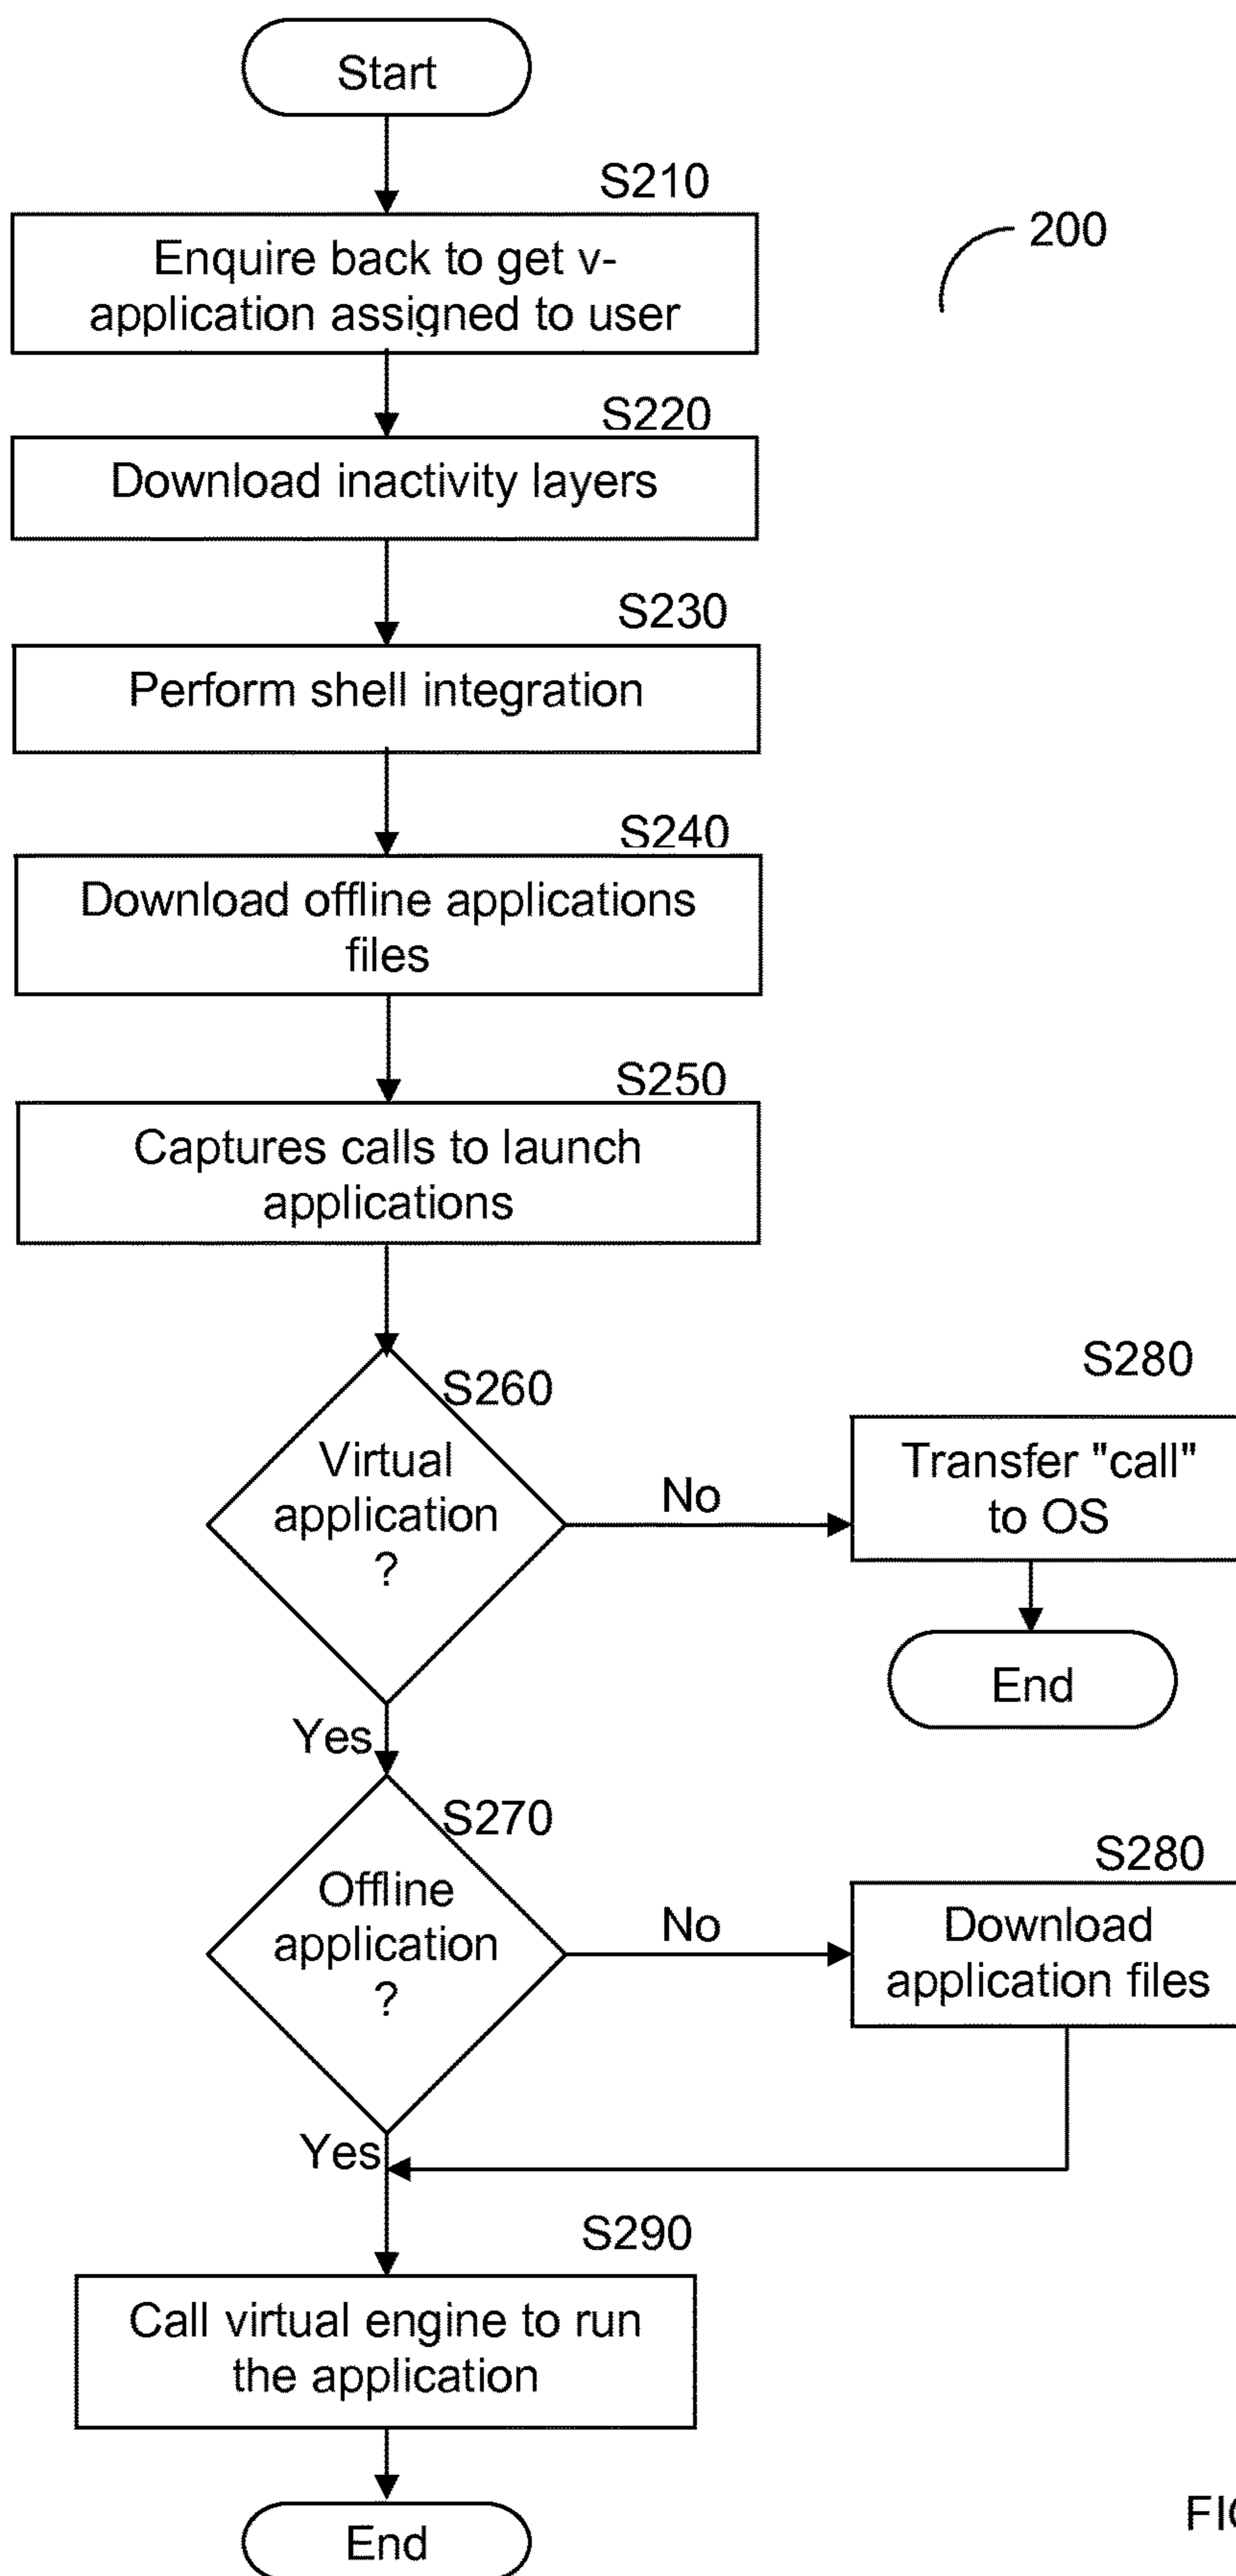 Start
S210
Enquire back to get v-
application assigned to user
200
S220
Download inactivity layers
S230
Perform shell integration
S240
Download offline applications
files
S250
Captures calls to launch
applications
S260
Virtual
application
?
No
S280
Transfer "call"
to OS
End
Yes
S270
Offline
application
?
No
S280
Download
application files
Yes
S290
Call virtual engine to run
the application
End